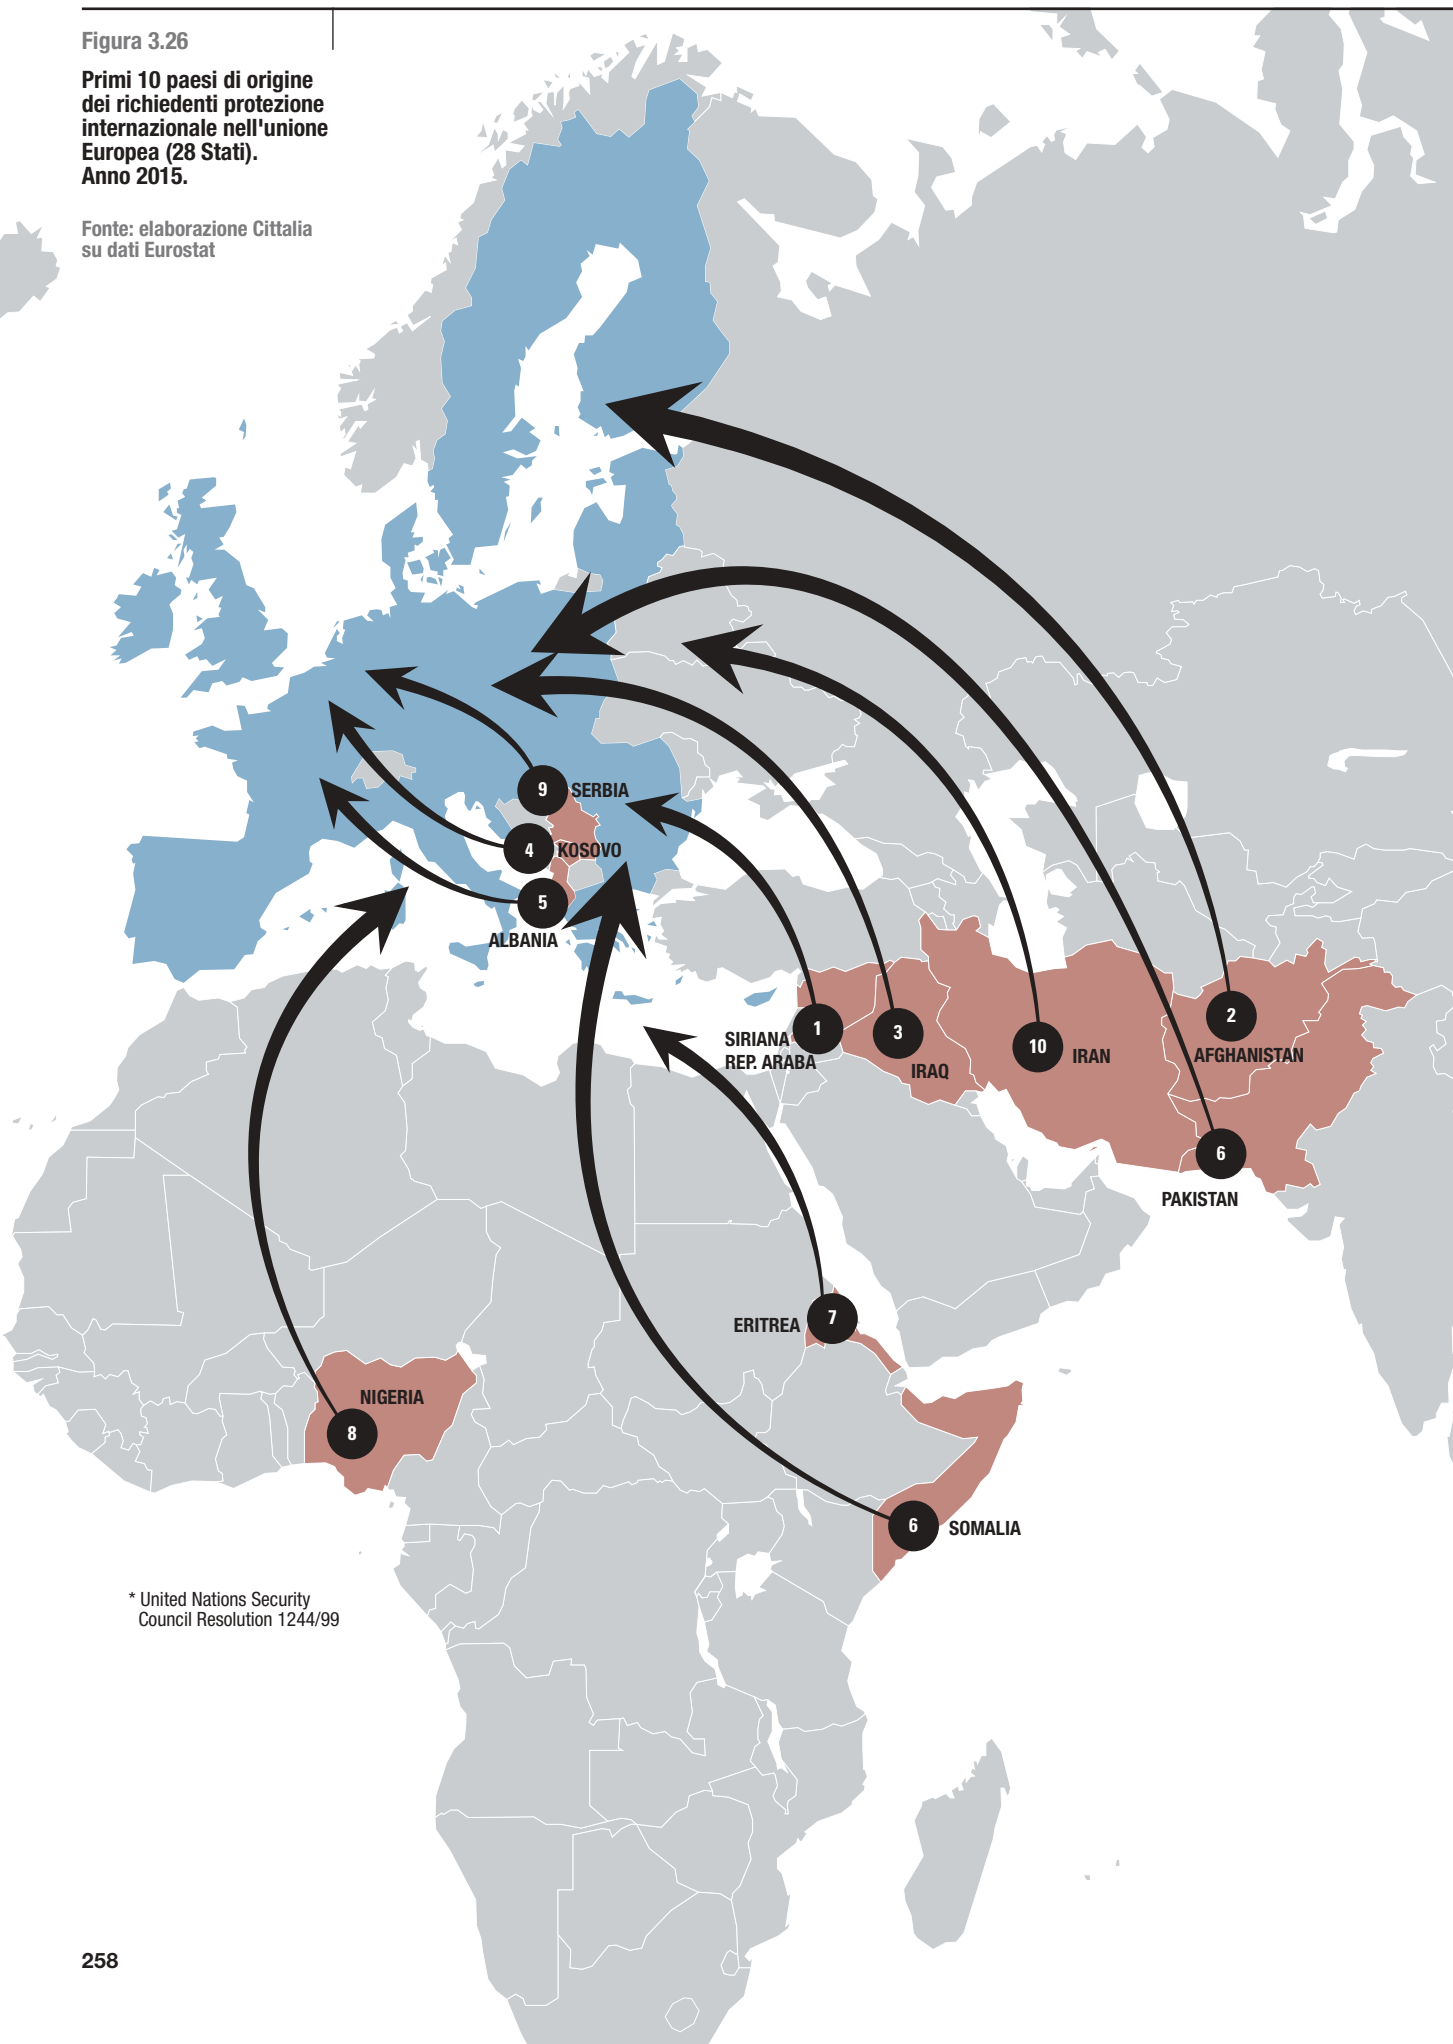 Figura 3.26
Primi 10 paesi di origine
dei richiedenti protezione
internazionale nell'unione
Europea (28 Stati).
Anno 2015.
Fonte: elaborazione Cittalia
su dati Eurostat
9 SERBIA
4 KOSOVO
5
ALBANIA
1
SIRIANA
REP. ARABA
3
IRAQ
10 IRAN
2
AFGHANISTAN
6
PAKISTAN
ERITREA 7
NIGERIA
8
6 SOMALIA
* United Nations Security
Council Resolution 1244/99
258